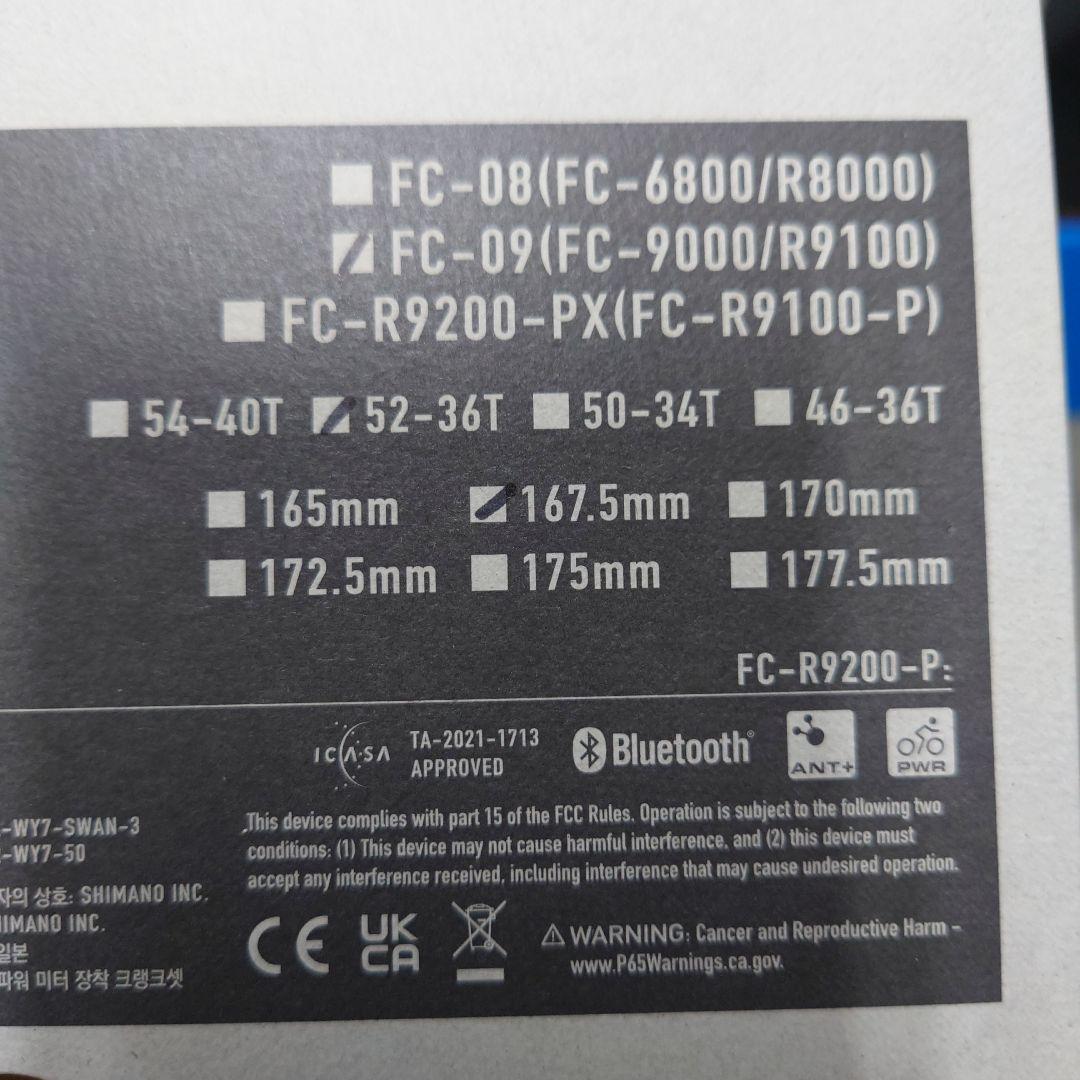 FC-08(FC-6800/R8000)
FC-09(FC-9000/R9100)
FC-R9200-PX(FC-R9100-P)
54-40T 52-36T 50-34T 46-36T
165mm 167.5mm 170mm
172.5mm 175mm 177.5mm
FC-R9200-P:
ICASA TA-2021-1713
APPROVED
Bluetooth®
ANT+
PWR
-WY7-SWAN-3
-WY7-50
자의 상호: SHIMANO INC.
HIMANO INC.
일본
파워 미터 장착 크랭크셋
This device complies with part 15 of the FCC Rules. Operation is subject to the following two
conditions: (1) This device may not cause harmful interference, and (2) this device must
accept any interference received, including interference that may cause undesired operation.
CE
UK
CA
WARNING: Cancer and Reproductive Harm -
www.P65Warnings.ca.gov.